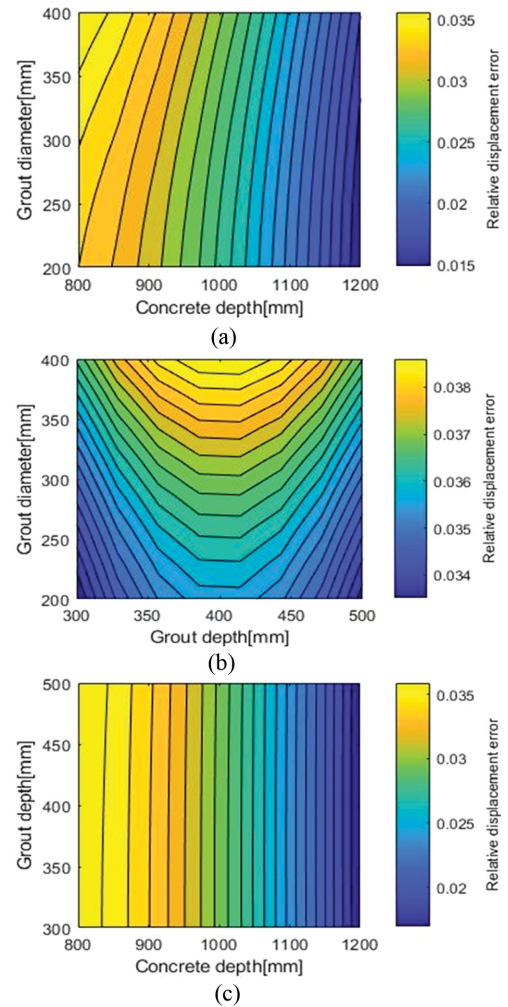 400
350
300
250
200
Grout diameter[mm]
800 900 1000 1100 1200
Concrete depth[mm]
0.035
0.03
0.025
0.02
0.015
Relative displacement error
(a)
400
350
300
250
200
Grout diameter[mm]
300 350 400 450 500
Grout depth[mm]
0.038
0.037
0.036
0.035
0.034
Relative displacement error
(b)
500
450
400
350
300
Grout depth[mm]
800 900 1000 1100 1200
Concrete depth[mm]
0.035
0.03
0.025
0.02
Relative displacement error
(c)